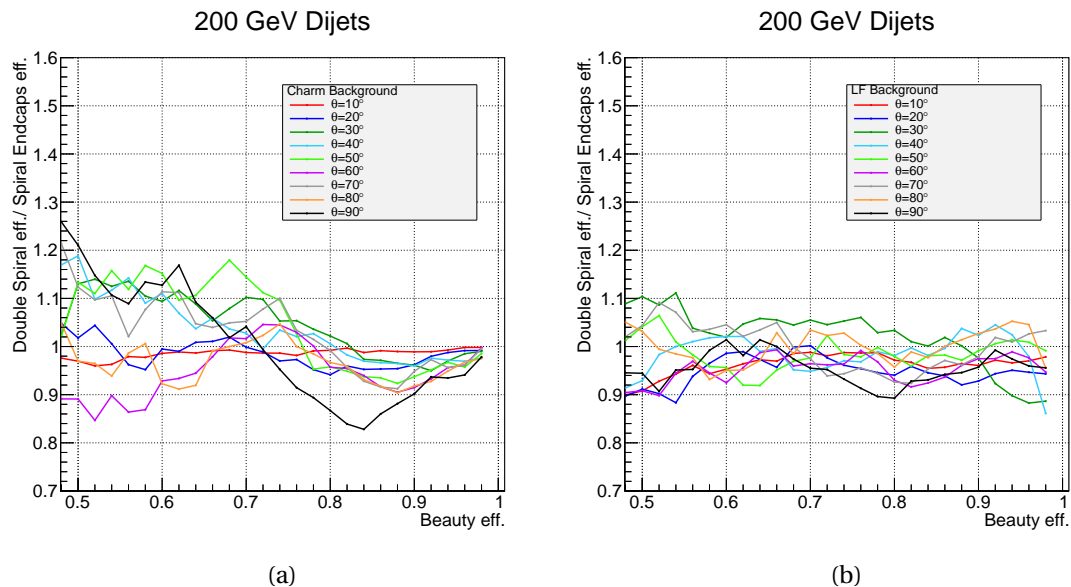 200 GeV Dijets
Double Spiral eff./ Spiral Endcaps eff.
1.6
1.5
1.4
1.3
1.2
1.1
1
0.9
0.8
0.7
Charm Background
θ=10°
θ=20°
θ=30°
θ=40°
θ=50°
θ=60°
θ=70°
θ=80°
θ=90°
0.5 0.6 0.7 0.8 0.9 1
Beauty eff.
(a)
200 GeV Dijets
Double Spiral eff./ Spiral Endcaps eff.
1.6
1.5
1.4
1.3
1.2
1.1
1
0.9
0.8
0.7
LF Background
θ=10°
θ=20°
θ=30°
θ=40°
θ=50°
θ=60°
θ=70°
θ=80°
θ=90°
0.5 0.6 0.7 0.8 0.9 1
Beauty eff.
(b)